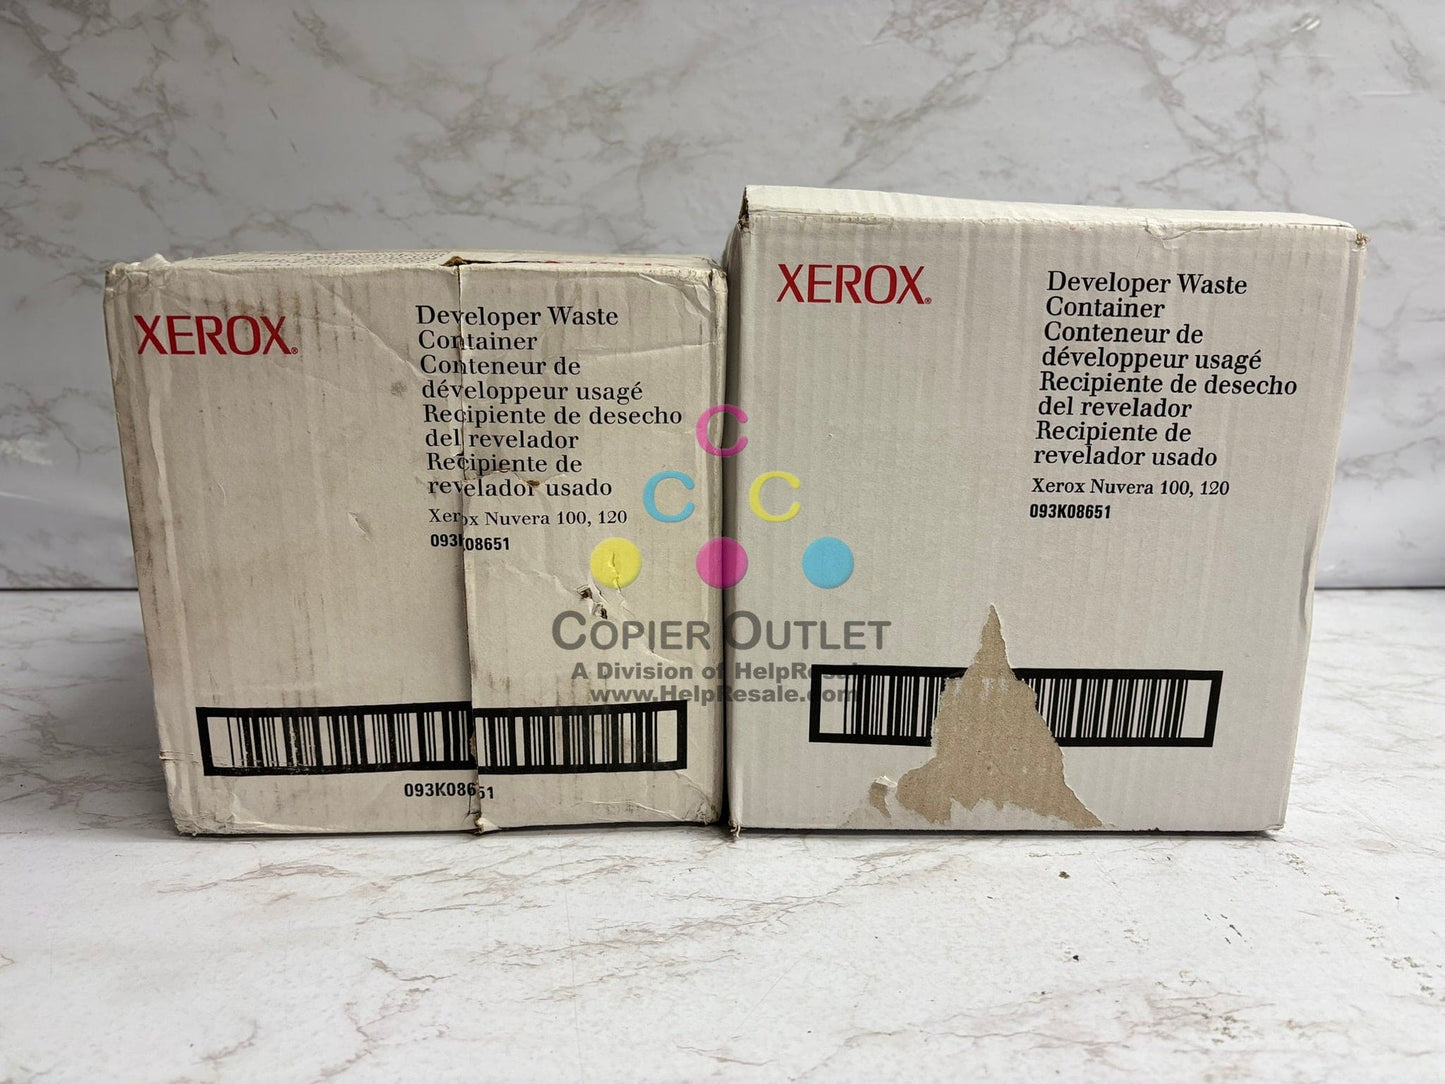 XEROX®
Developer Waste
Container
Conteneur de
développeur usagé
Recipiente de desecho
del revelador
Recipiente de
revelador usado
Xerox Nuvera 100, 120
093K08651
093K08651
XEROX®
Developer Waste
Container
Conteneur de
développeur usagé
Recipiente de desecho
del revelador
Recipiente de
revelador usado
Xerox Nuvera 100, 120
093K08651
C
C C
COPIER OUTLET
A Division of HelpResale
www.HelpResale.com